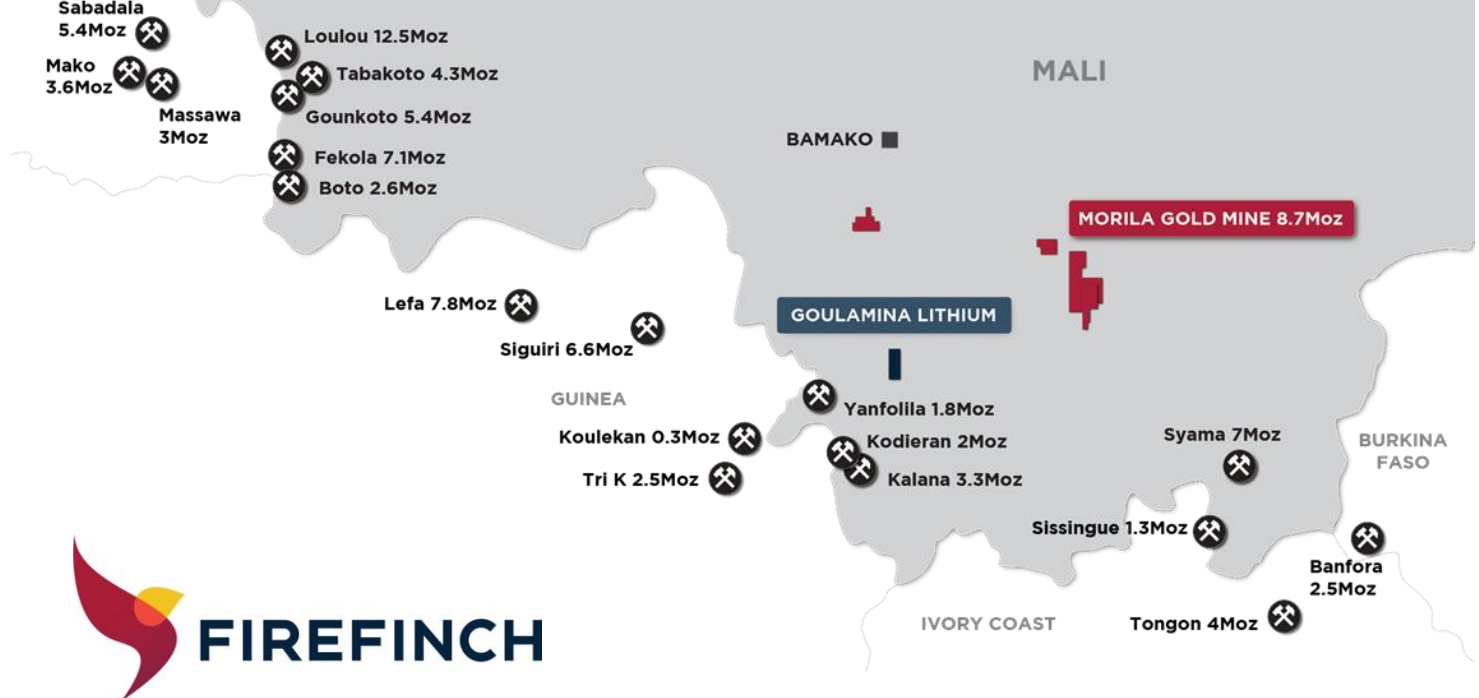 Sabadala
5.4Moz
Loulou 12.5Moz
Mako
3.6Moz
Tabakoto 4.3Moz
MALI
Massawa
3Moz
Gounkoto 5.4Moz
BAMAKO
Fekola 7.1Moz
Boto 2.6Moz
MORILA GOLD MINE 8.7Moz
Lefa 7.8Moz
GOULAMINA LITHIUM
Siguiri 6.6Moz
GUINEA
Yanfolila 1.8Moz
Koulekan 0.3Moz
Kodieran 2Moz
Syama 7Moz
BURKINA
FASO
Tri K 2.5Moz
Kalana 3.3Moz
Sissingue 1.3Moz
Banfora
2.5Moz
IVORY COAST
Tongon 4Moz
FIREFINCH